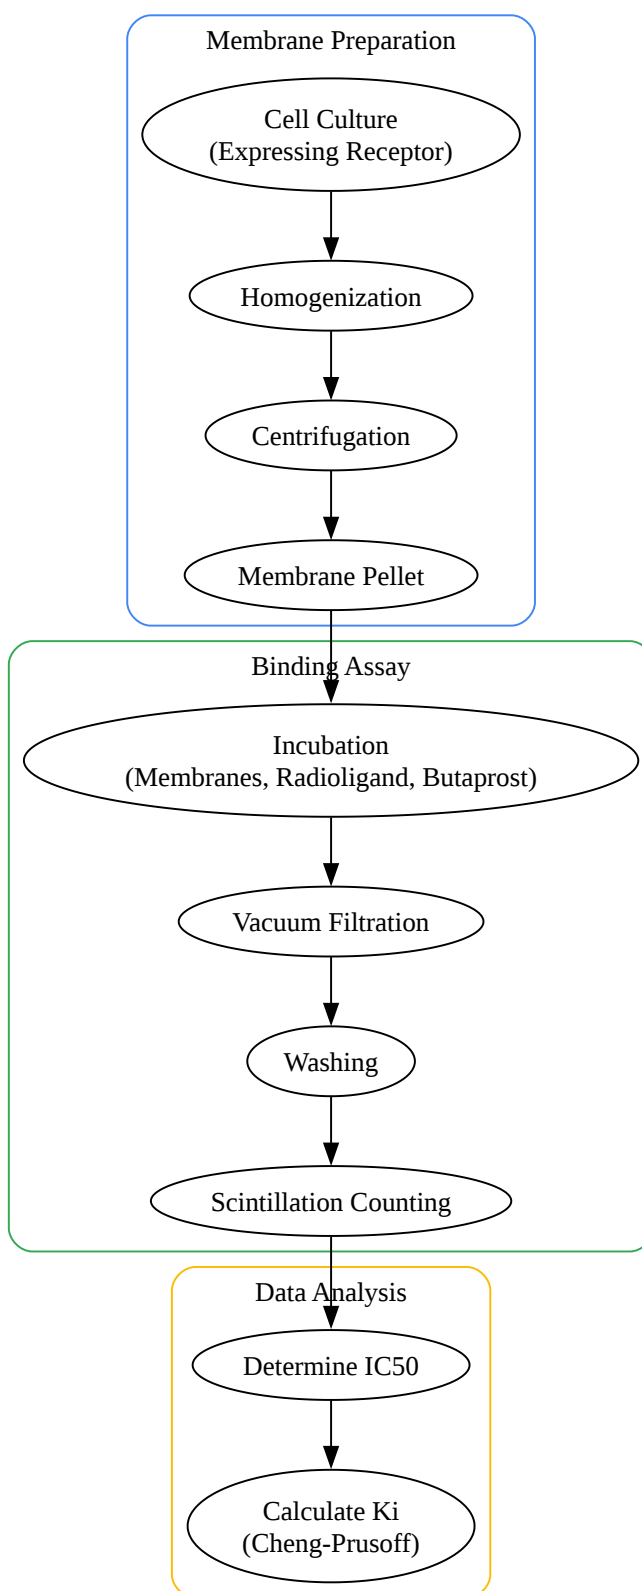 Membrane Preparation
Cell Culture
(Expressing Receptor)
Homogenization
Centrifugation
Membrane Pellet
Binding Assay
Incubation
(Membranes, Radioligand, Butaprost)
Vacuum Filtration
Washing
Scintillation Counting
Data Analysis
Determine IC50
Calculate Ki
(Cheng-Prusoff)